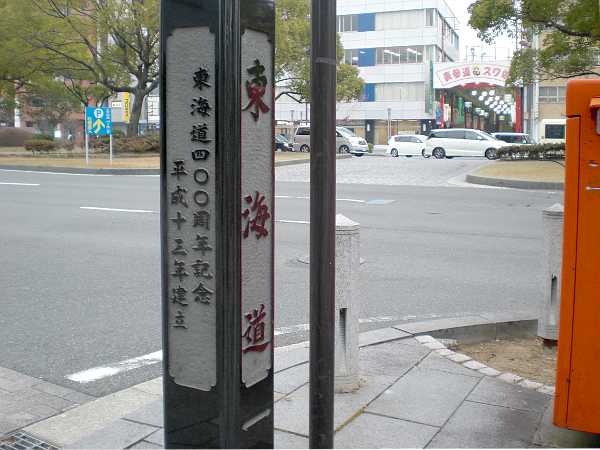 東海道
東海道四〇〇周年記念
平成十三年建立
P